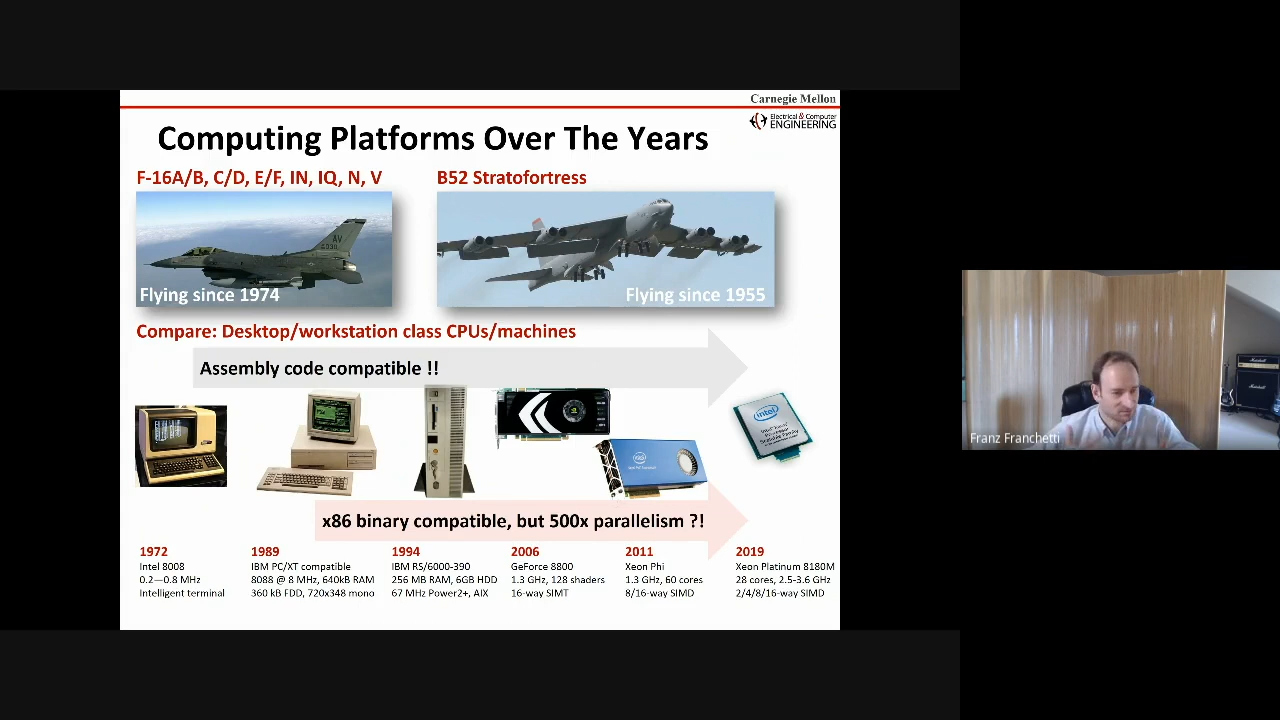 Carnegie Mellon
Electrical & Computer
ENGINEERING
Computing Platforms Over The Years
F-16A/B, C/D, E/F, IN, IQ, N, V
B52 Stratofortress
AV
Flying since 1974
Flying since 1955
Compare: Desktop/workstation class CPUs/machines
Assembly code compatible !!
intel
x86 binary compatible, but 500x parallelism ?!
1972
Intel 8008
0.2—0.8 MHz
Intelligent terminal
1989
IBM PC/XT compatible
8088 @ 8 MHz, 640kB RAM
360 kB FDD, 720x348 mono
1994
IBM RS/6000-390
256 MB RAM, 6GB HDD
67 MHz Power2+, AIX
2006
GeForce 8800
1.3 GHz, 128 shaders
16-way SIMT
2011
Xeon Phi
1.3 GHz, 60 cores
8/16-way SIMD
2019
Xeon Platinum 8180M
28 cores, 2.5-3.6 GHz
2/4/8/16-way SIMD
Marshall
Franz Franchetti